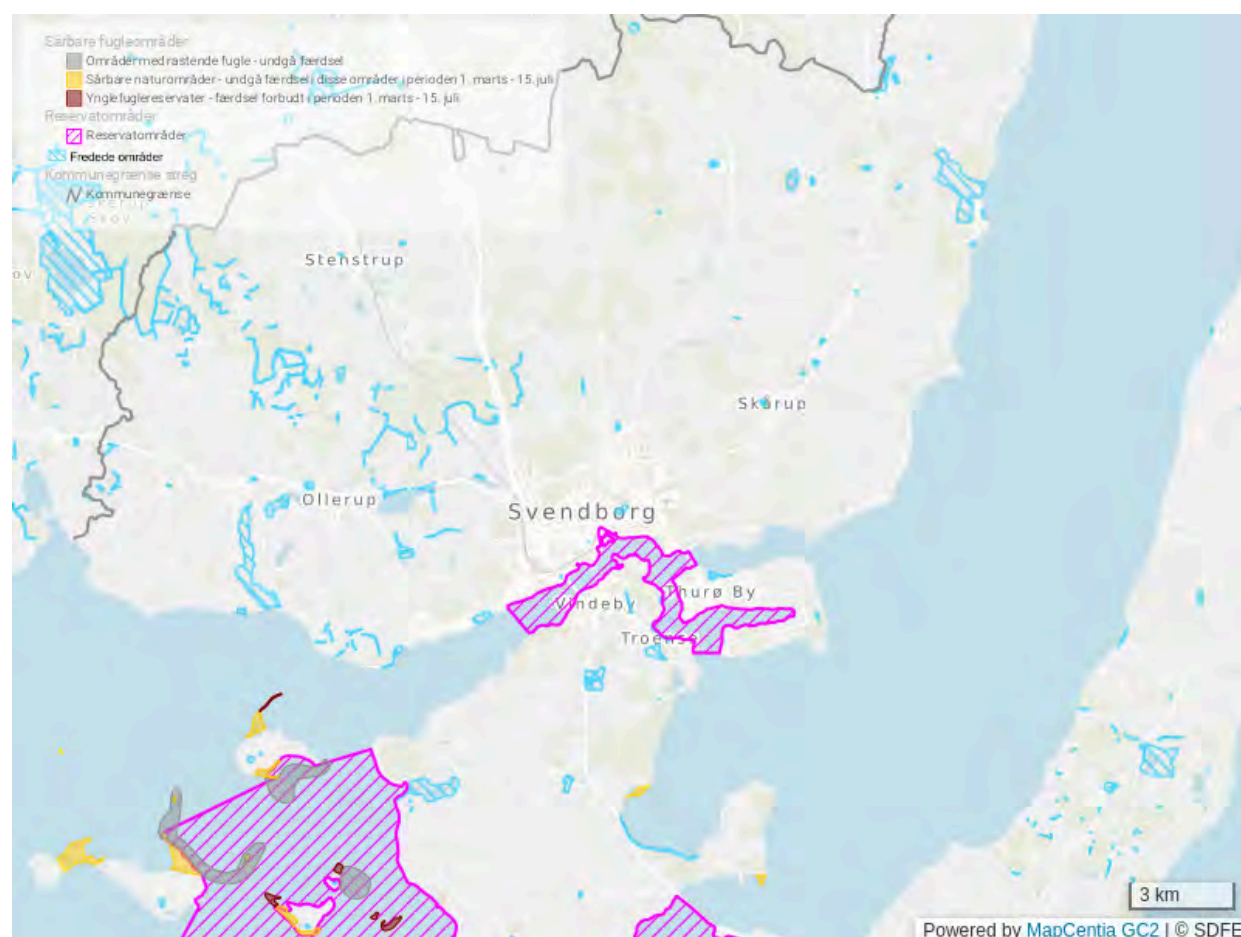 Sårbare fugleområder
Områder med rastende fugle - undgå færdsel
Sårbare naturområder - undgå færdsel i disse områder i perioden 1. marts - 15. juli
Ynglefuglereservater - færdsel forbudt i perioden 1. marts - 15. juli
Reservatområder
Reservatområder
Fredede områder
Kommunegrænse streg
Kommunegrænse
Skov
ov
Stenstrup
Skårup
Ollerup
Svendborg
Thurø By
Vindeby
Troense
3 km
Powered by MapCentia GC2 | © SDFE